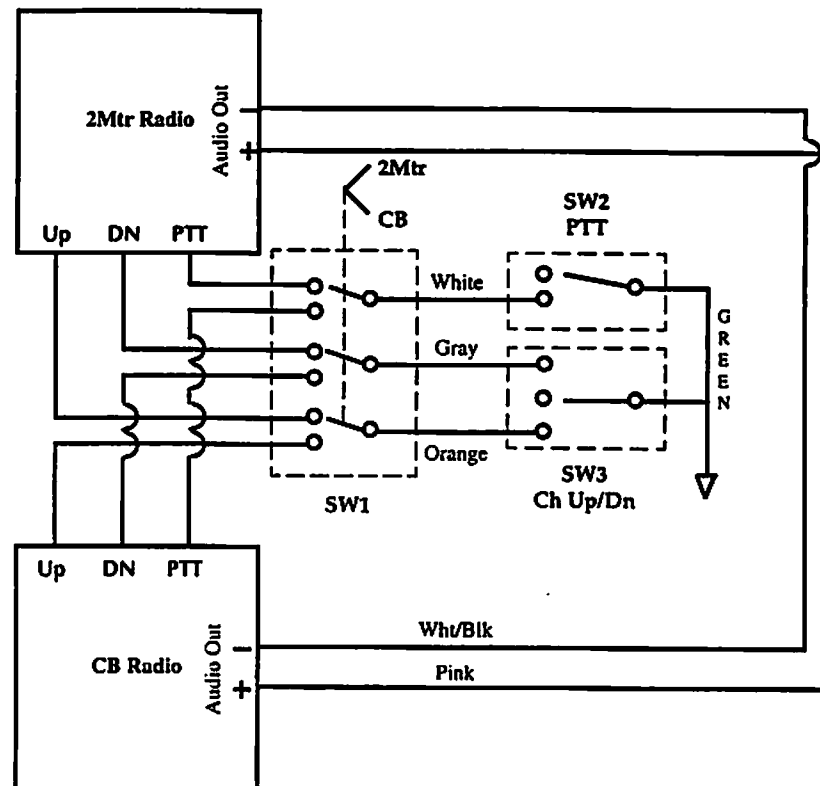 2Mtr Radio
Audio Out
−
+
Up DN PTT
2Mtr
CB
SW2
PTT
White
Gray
Orange
GREEN
SW1
SW3
Ch Up/Dn
Up DN PTT
CB Radio
Audio Out
−
+
Wht/Blk
Pink